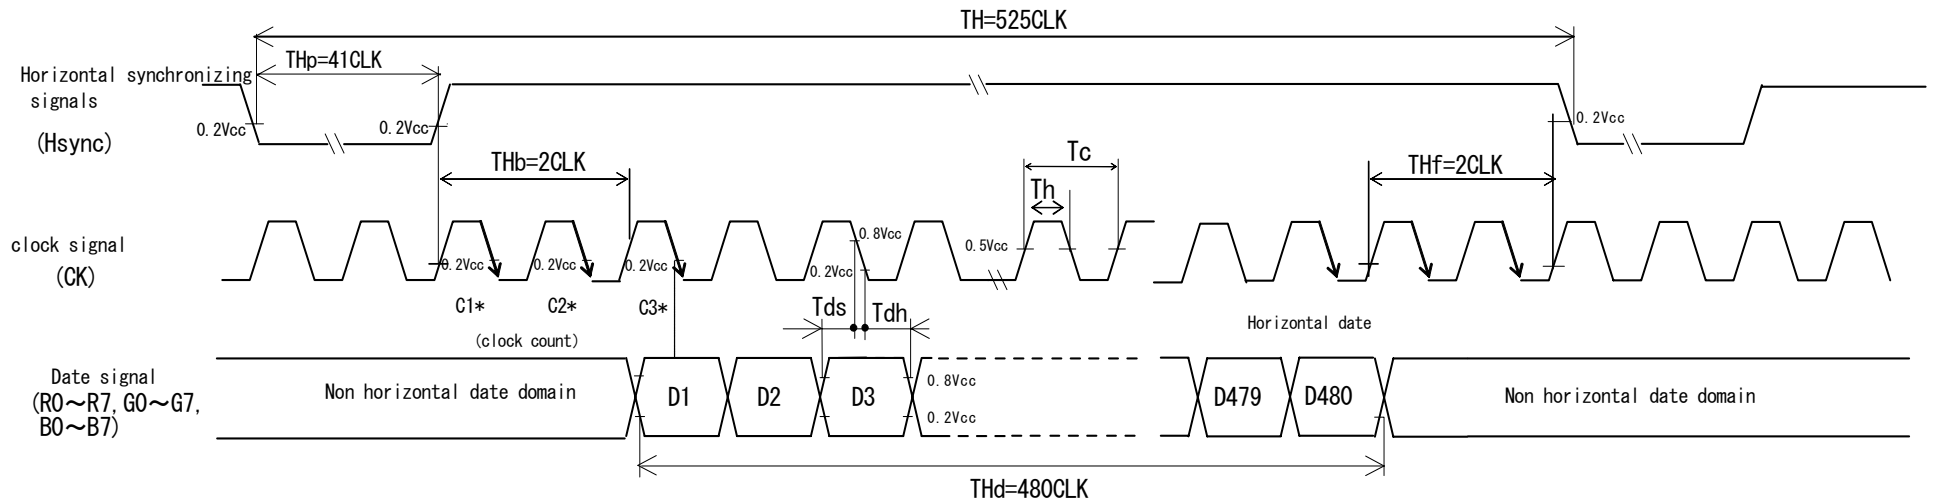 TH=525CLK
THp=41CLK
Horizontal synchronizing
signals
(Hsync)
0.2Vcc
0.2Vcc
0.2Vcc
THb=2CLK
Tc
THf=2CLK
Th
clock signal
(CK)
0.2Vcc
0.2Vcc
0.2Vcc
0.8Vcc
0.2Vcc
0.5Vcc
C1*
C2*
C3*
(clock count)
Tds
Tdh
Horizontal date
Date signal
(R0～R7,G0～G7,
B0～B7)
Non horizontal date domain
D1
D2
D3
0.8Vcc
0.2Vcc
D479
D480
Non horizontal date domain
THd=480CLK